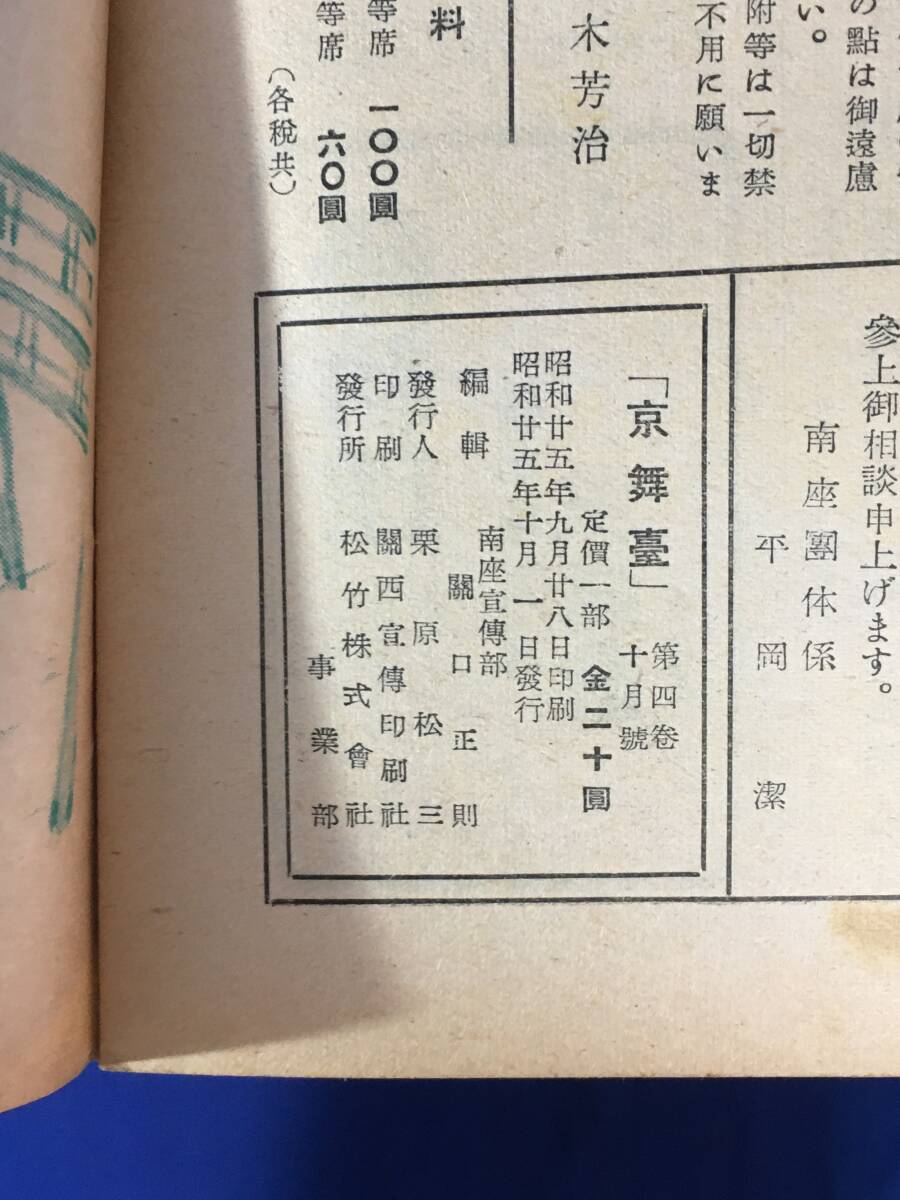 の點は御遠慮
い。
附等は一切禁
不用に願いま
木芳治
料
等席 一〇〇圓
等席 六〇圓
（各税共）
參上御相談申上げます。
南座團体係
平岡潔
「京舞臺」 第四卷 十月號
定價一部 金二十圓
昭和廿五年九月廿八日印刷
昭和廿五年十月一日發行
編輯 南座宣傳部 關口正則
發行人 栗原松三
印刷 關西宣傳印刷社
發行所 松竹株式會社
事業部